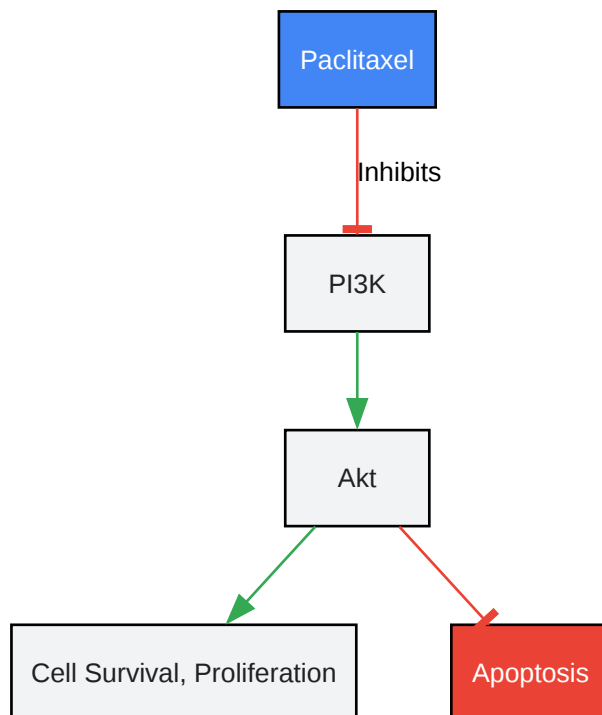 Paclitaxel
Inhibits
PI3K
Akt
Cell Survival, Proliferation
Apoptosis